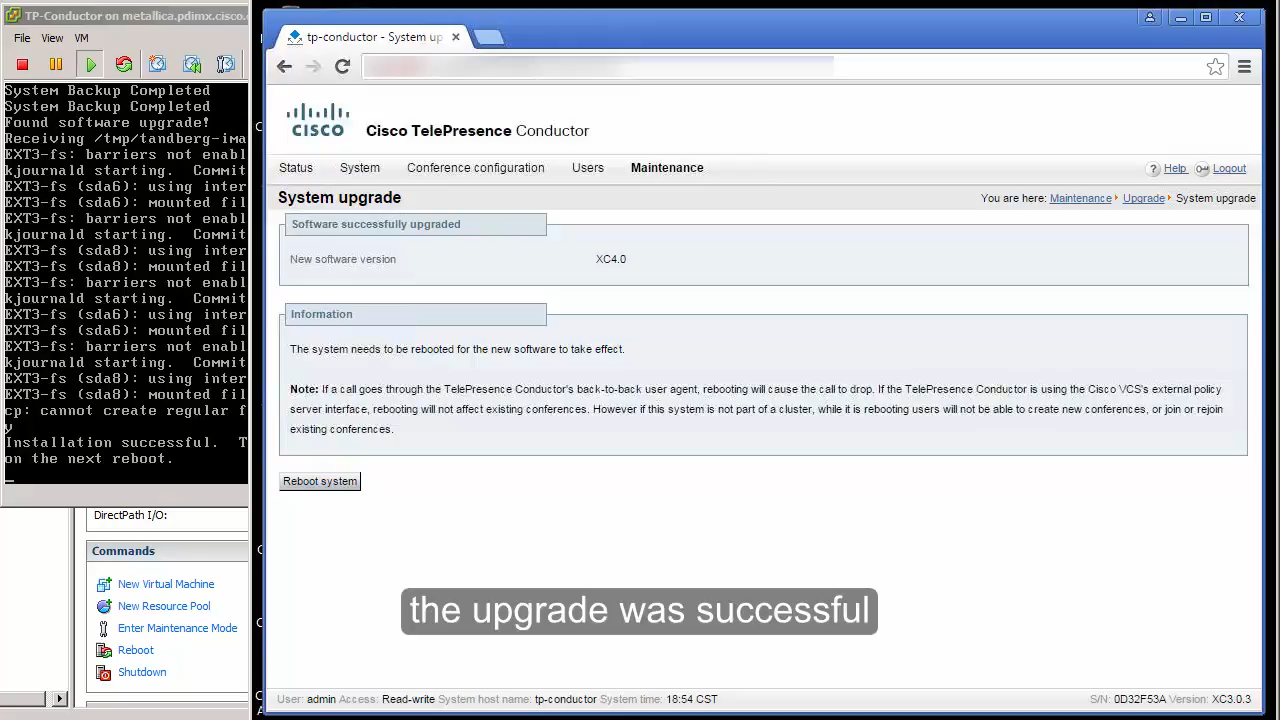 TP-Conductor on metallica.pdimx.cisco.
File View VM
System Backup Completed
System Backup Completed
Found software upgrade!
Receiving /tmp/tandberg-ima
EXT3-fs: barriers not enabl
kjournald starting. Commit
EXT3-fs (sda6): using inter
EXT3-fs (sda6): mounted fil
EXT3-fs: barriers not enabl
kjournald starting. Commit
EXT3-fs (sda8): using inter
EXT3-fs (sda8): mounted fil
EXT3-fs: barriers not enabl
kjournald starting. Commit
EXT3-fs (sda6): using inter
EXT3-fs (sda6): mounted fil
EXT3-fs: barriers not enabl
kjournald starting. Commit
EXT3-fs (sda8): using inter
EXT3-fs (sda8): mounted fil
cp: cannot create regular f
y
Installation successful. T
on the next reboot.
DirectPath I/O:
Commands
New Virtual Machine
New Resource Pool
Enter Maintenance Mode
Reboot
Shutdown
tp-conductor - System up
CISCO
Cisco TelePresence Conductor
Status System Conference configuration Users Maintenance
Help Logout
System upgrade
You are here: Maintenance Upgrade System upgrade
Software successfully upgraded
New software version XC4.0
Information
The system needs to be rebooted for the new software to take effect.
Note: If a call goes through the TelePresence Conductor's back-to-back user agent, rebooting will cause the call to drop. If the TelePresence Conductor is using the Cisco VCS's external policy
server interface, rebooting will not affect existing conferences. However if this system is not part of a cluster, while it is rebooting users will not be able to create new conferences, or join or rejoin
existing conferences.
Reboot system
the upgrade was successful
User: admin Access: Read-write System host name: tp-conductor System time: 18:54 CST
S/N: 0D32F53A Version: XC3.0.3